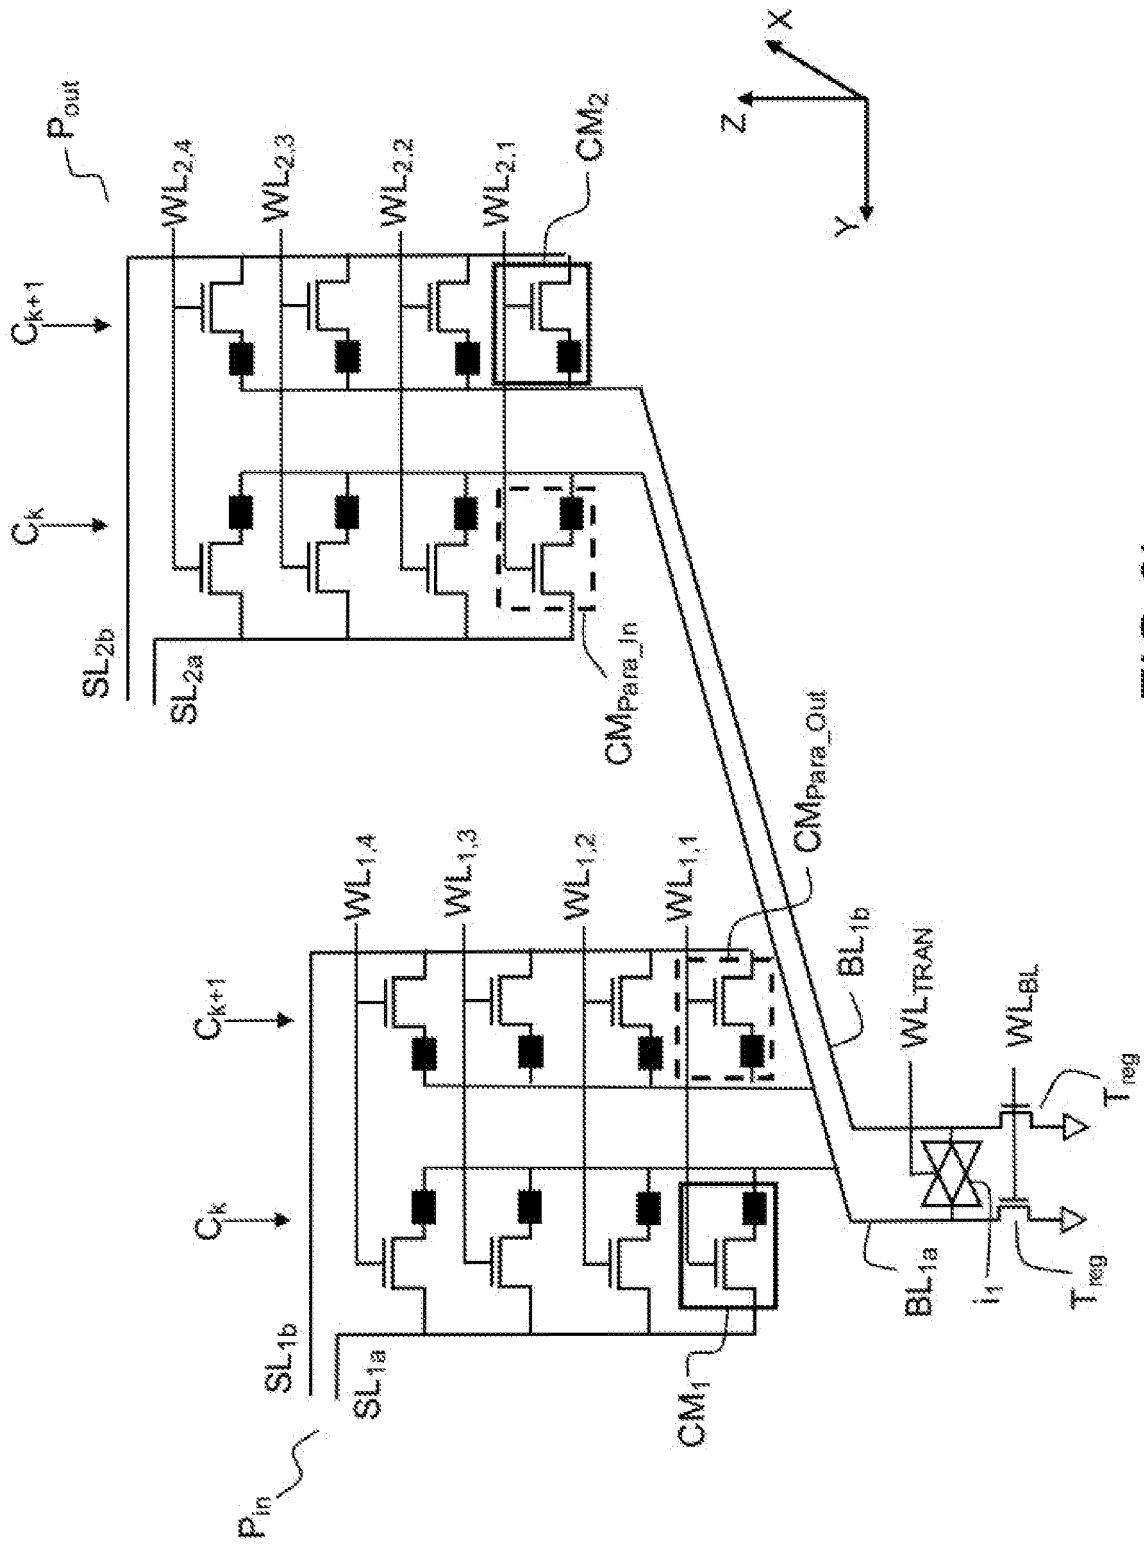 P_out
C_k
C_k+1
SL_2b
SL_2a
WL_2,4
WL_2,3
WL_2,2
WL_2,1
CM_2
CM_Para_In
Z
X
Y
P_in
C_k
C_k+1
SL_1b
SL_1a
WL_1,4
WL_1,3
WL_1,2
WL_1,1
CM_1
CM_Para_Out
BL_1b
WL_TRAN
WL_BL
BL_1a
i_1
T_reg
T_reg